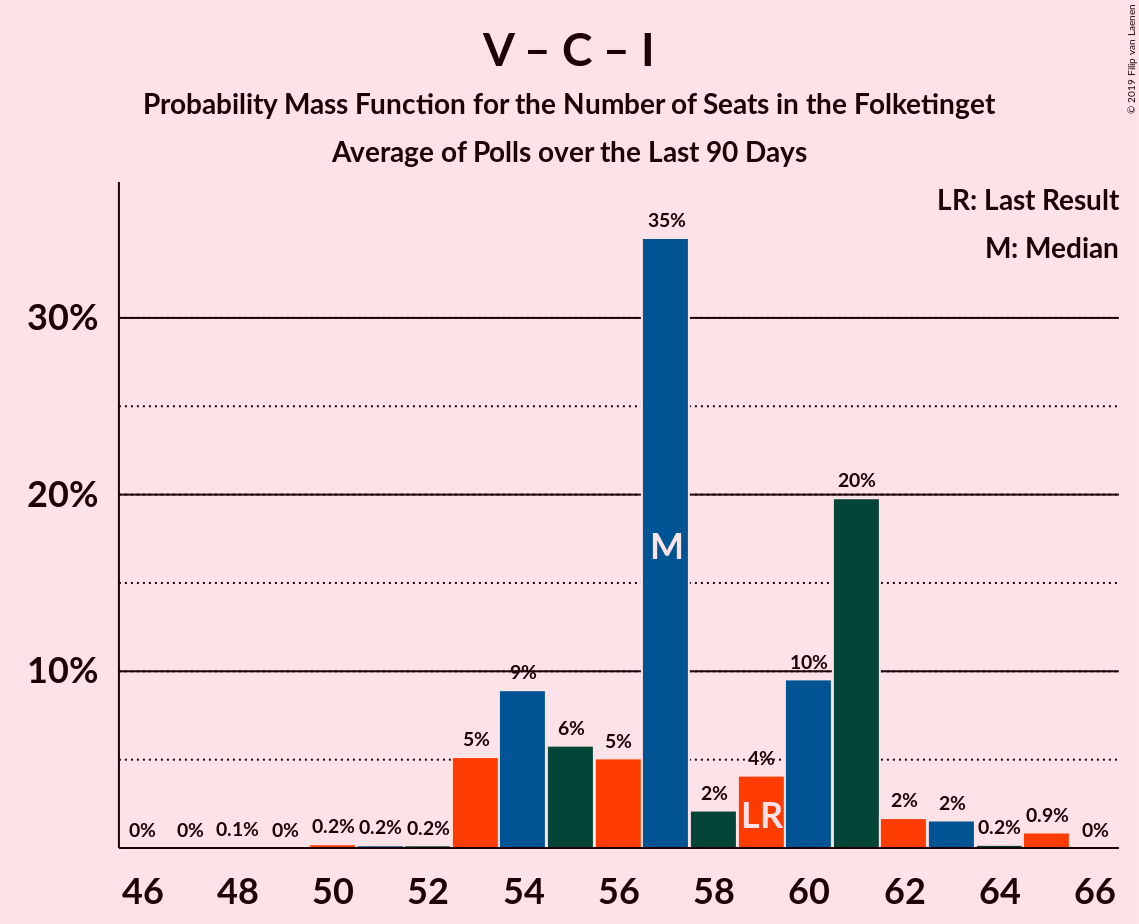 V – C – I
Probability Mass Function for the Number of Seats in the Folketinget
Average of Polls over the Last 90 Days
© 2019 Filip van Laenen
LR: Last Result
M: Median
30%
20%
10%
0%
0%
0.1%
0%
0.2%
0.2%
0.2%
5%
9%
6%
5%
35%
M
2%
4%
LR
10%
20%
2%
2%
0.2%
0.9%
0%
46 48 50 52 54 56 58 60 62 64 66